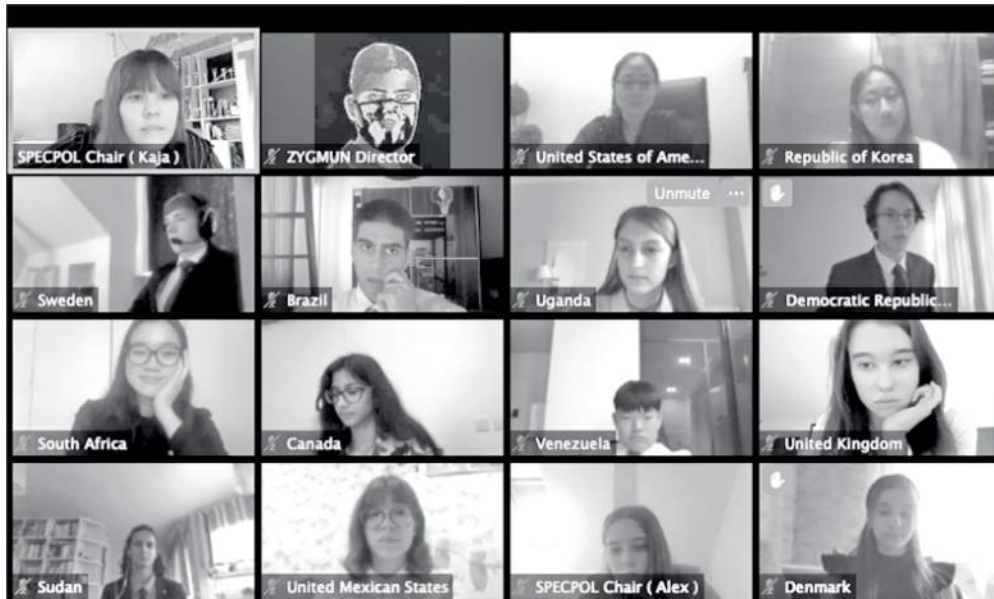 SPECPOL Chair ( Kaja )
ZYGMUN Director
United States of Ame...
Republic of Korea
Sweden
Brazil
Unmute ...
Uganda
Democratic Republic...
South Africa
Canada
Venezuela
United Kingdom
Sudan
United Mexican States
SPECPOL Chair ( Alex )
Denmark